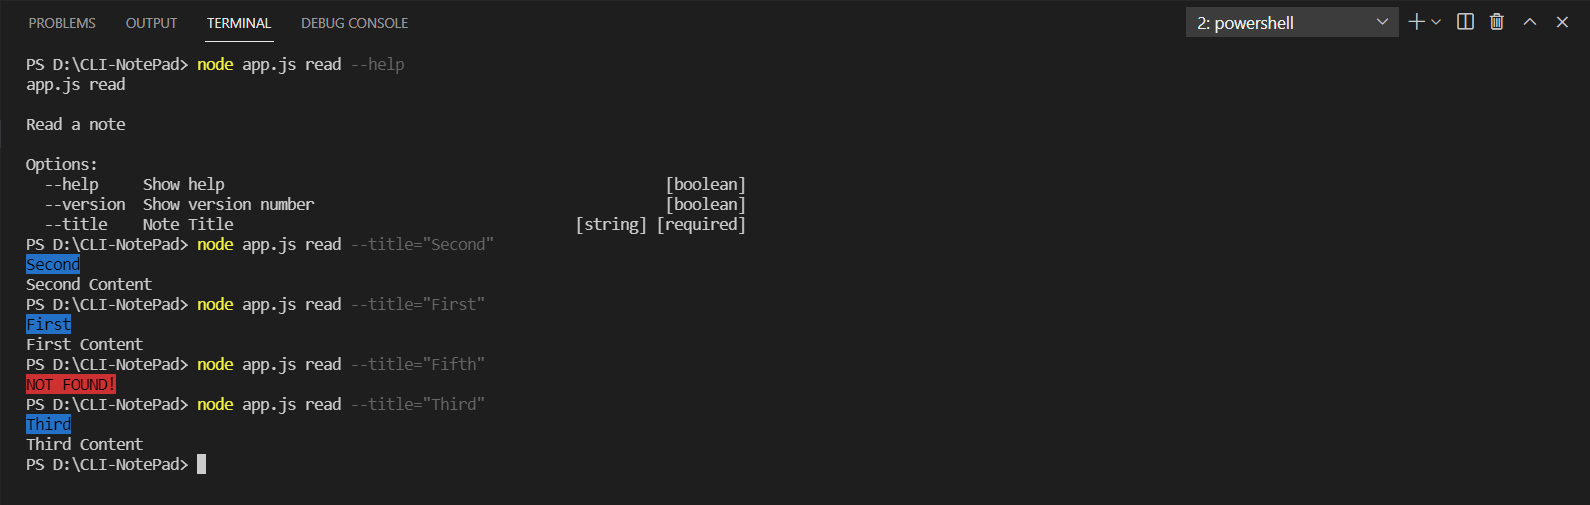 PROBLEMS OUTPUT TERMINAL DEBUG CONSOLE 2: powershell
PS D:\CLI-NotePad> node app.js read --help
app.js read
Read a note
Options:
  --help     Show help                                                 [boolean]
  --version  Show version number                                       [boolean]
  --title    Note Title                                      [string] [required]
PS D:\CLI-NotePad> node app.js read --title="Second"
Second
Second Content
PS D:\CLI-NotePad> node app.js read --title="First"
First
First Content
PS D:\CLI-NotePad> node app.js read --title="Fifth"
NOT FOUND!
PS D:\CLI-NotePad> node app.js read --title="Third"
Third
Third Content
PS D:\CLI-NotePad>